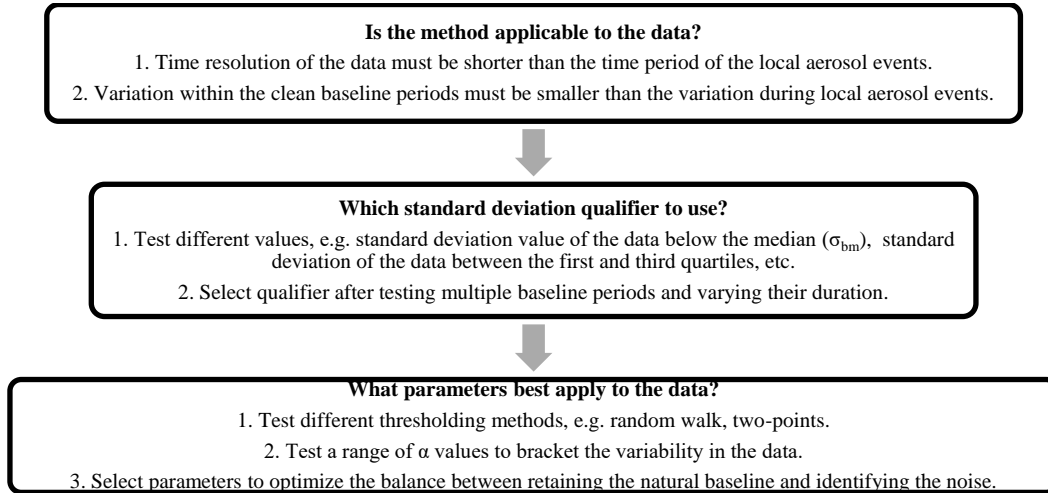 Is the method applicable to the data?
1. Time resolution of the data must be shorter than the time period of the local aerosol events.
2. Variation within the clean baseline periods must be smaller than the variation during local aerosol events.
Which standard deviation qualifier to use?
1. Test different values, e.g. standard deviation value of the data below the median (σbm), standard
deviation of the data between the first and third quartiles, etc.
2. Select qualifier after testing multiple baseline periods and varying their duration.
What parameters best apply to the data?
1. Test different thresholding methods, e.g. random walk, two-points.
2. Test a range of α values to bracket the variability in the data.
3. Select parameters to optimize the balance between retaining the natural baseline and identifying the noise.